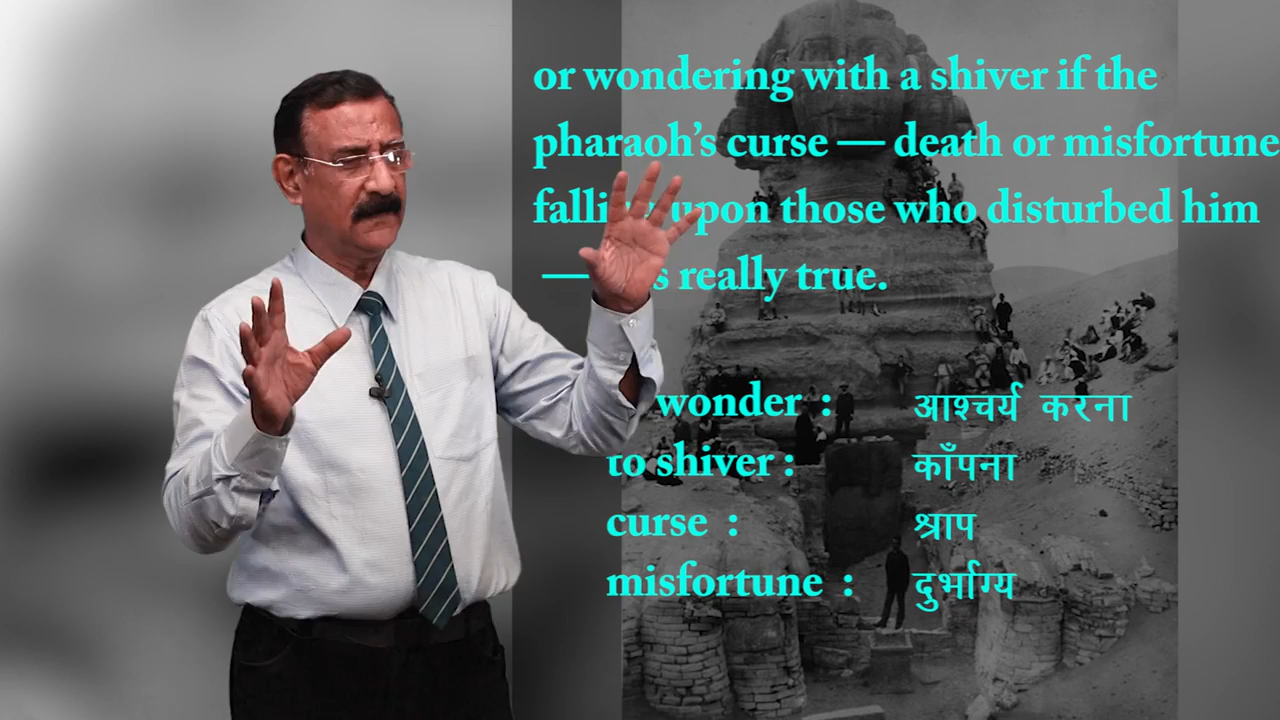 or wondering with a shiver if the
pharaoh's curse — death or misfortune
upon those who disturbed him
— really true.
wonder :
आश्चर्य करना
to shiver :
काँपना
curse :
श्राप
misfortune :
दुर्भाग्य